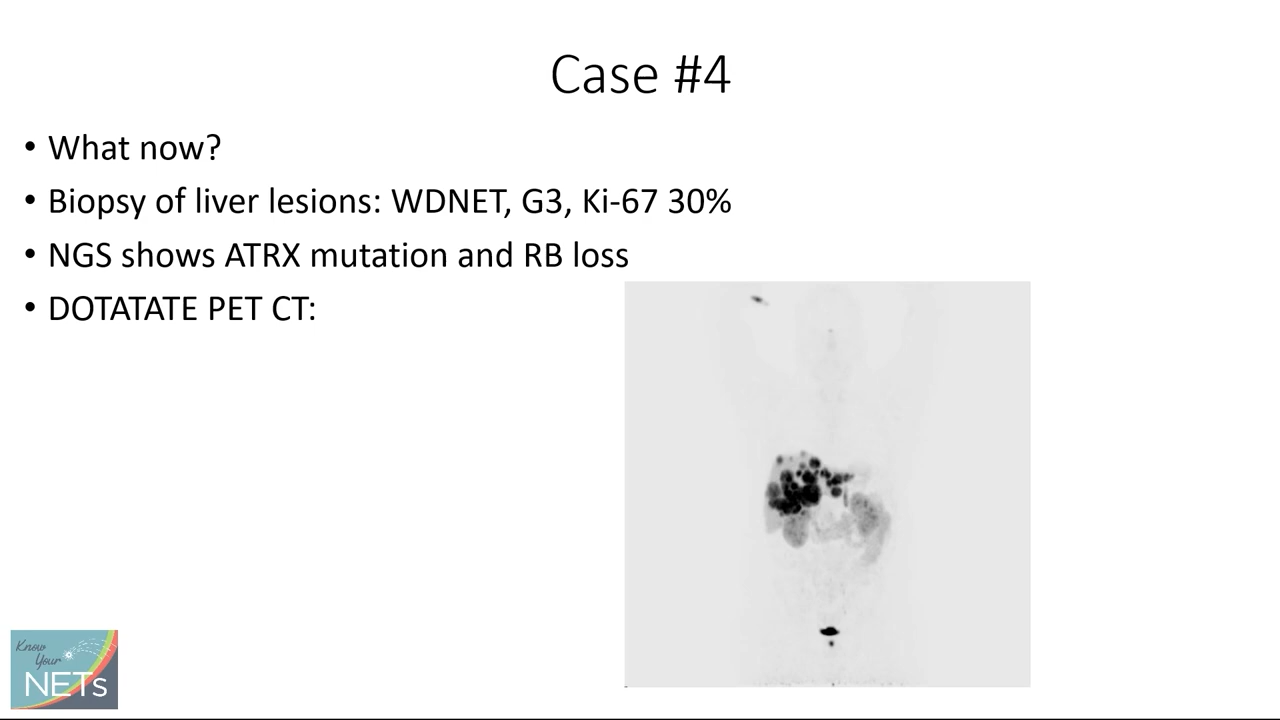 Case #4
• What now?
• Biopsy of liver lesions: WDNET, G3, Ki-67 30%
• NGS shows ATRX mutation and RB loss
• DOTATATE PET CT:
Know
Your
NETs